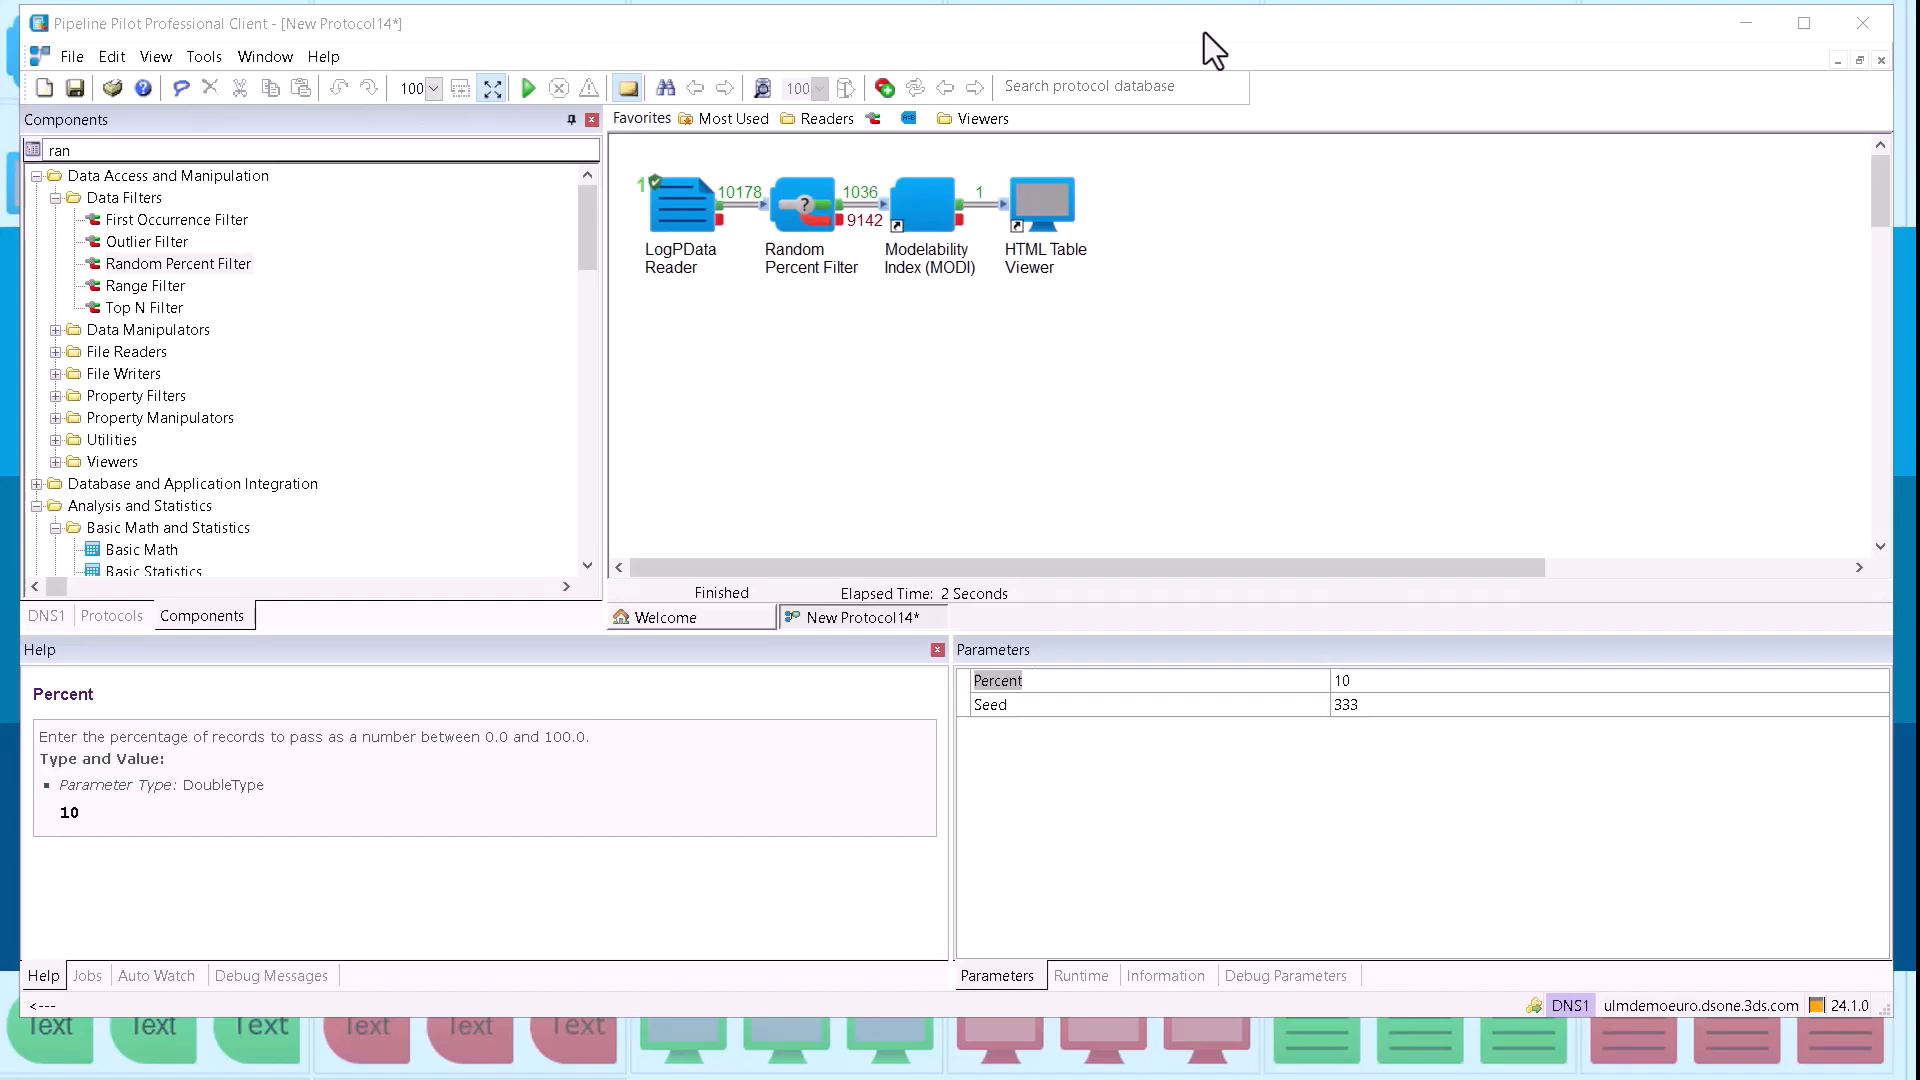 Pipeline Pilot Professional Client - [New Protocol14*]
File Edit View Tools Window Help
100 100 Search protocol database
Components
Favorites Most Used Readers Viewers
ran
Data Access and Manipulation
Data Filters
First Occurrence Filter
Outlier Filter
Random Percent Filter
Range Filter
Top N Filter
Data Manipulators
File Readers
File Writers
Property Filters
Property Manipulators
Utilities
Viewers
Database and Application Integration
Analysis and Statistics
Basic Math and Statistics
Basic Math
Basic Statistics
1 10178 1036 1
9142
LogPData
Reader
Random
Percent Filter
Modelability
Index (MODI)
HTML Table
Viewer
Finished Elapsed Time: 2 Seconds
DNS1 Protocols Components
Welcome New Protocol14*
Help
Percent
Enter the percentage of records to pass as a number between 0.0 and 100.0.
Type and Value:
▪ Parameter Type: DoubleType
10
Parameters
Percent 10
Seed 333
Help Jobs Auto Watch Debug Messages
Parameters Runtime Information Debug Parameters
<--- DNS1 ulmdemoeuro.dsone.3ds.com 24.1.0
Text Text Text Text Text Text